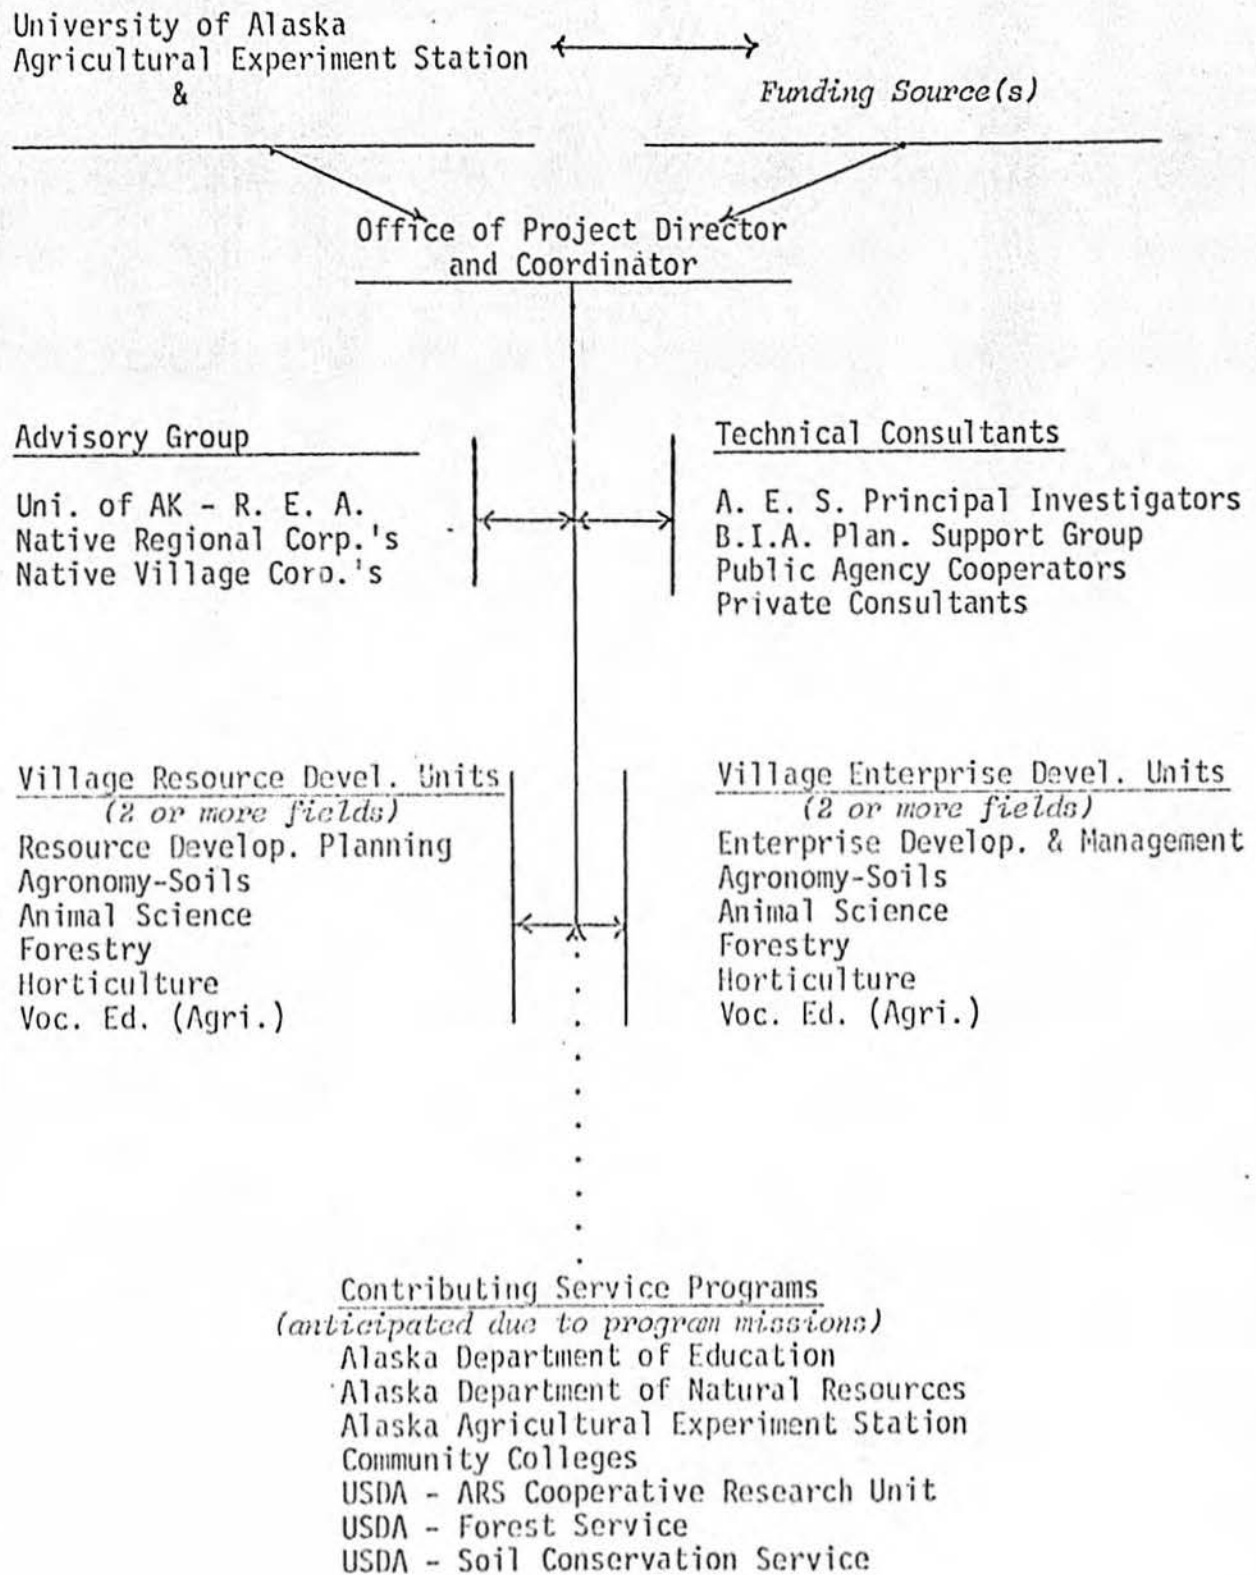 University of Alaska
Agricultural Experiment Station
&
Funding Source(s)
Office of Project Director
and Coordinator
Advisory Group
Uni. of AK - R. E. A.
Native Regional Corp.'s
Native Village Coro.'s
Technical Consultants
A. E. S. Principal Investigators
B.I.A. Plan. Support Group
Public Agency Cooperators
Private Consultants
Village Resource Devel. Units
(2 or more fields)
Resource Develop. Planning
Agronomy-Soils
Animal Science
Forestry
Horticulture
Voc. Ed. (Agri.)
Village Enterprise Devel. Units
(2 or more fields)
Enterprise Develop. & Management
Agronomy-Soils
Animal Science
Forestry
Horticulture
Voc. Ed. (Agri.)
Contributing Service Programs
(anticipated due to program missions)
Alaska Department of Education
Alaska Department of Natural Resources
Alaska Agricultural Experiment Station
Community Colleges
USDA - ARS Cooperative Research Unit
USDA - Forest Service
USDA - Soil Conservation Service